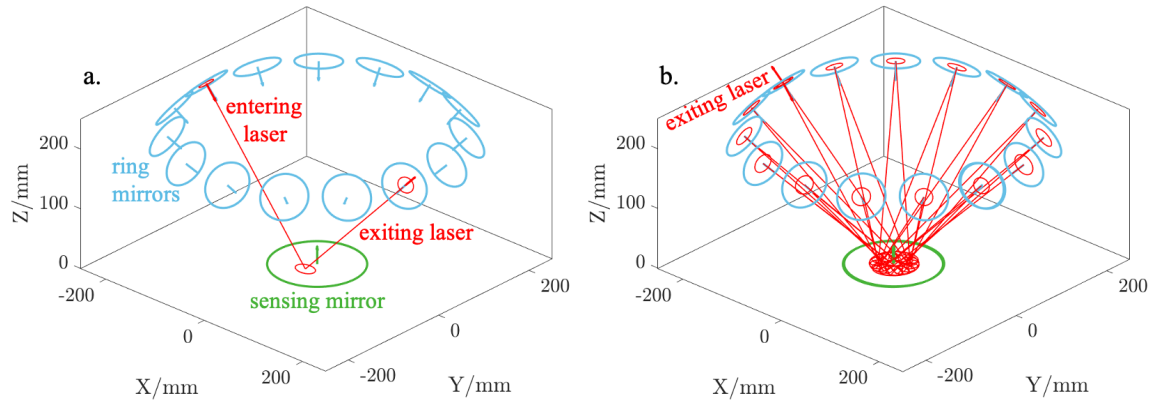 a.
entering
laser
ring
mirrors
exiting laser
sensing mirror
Z/mm
200
100
0
-200
0
200
X/mm
-200
0
200
Y/mm
b.
exiting laser
Z/mm
200
100
0
-200
0
200
X/mm
-200
0
200
Y/mm